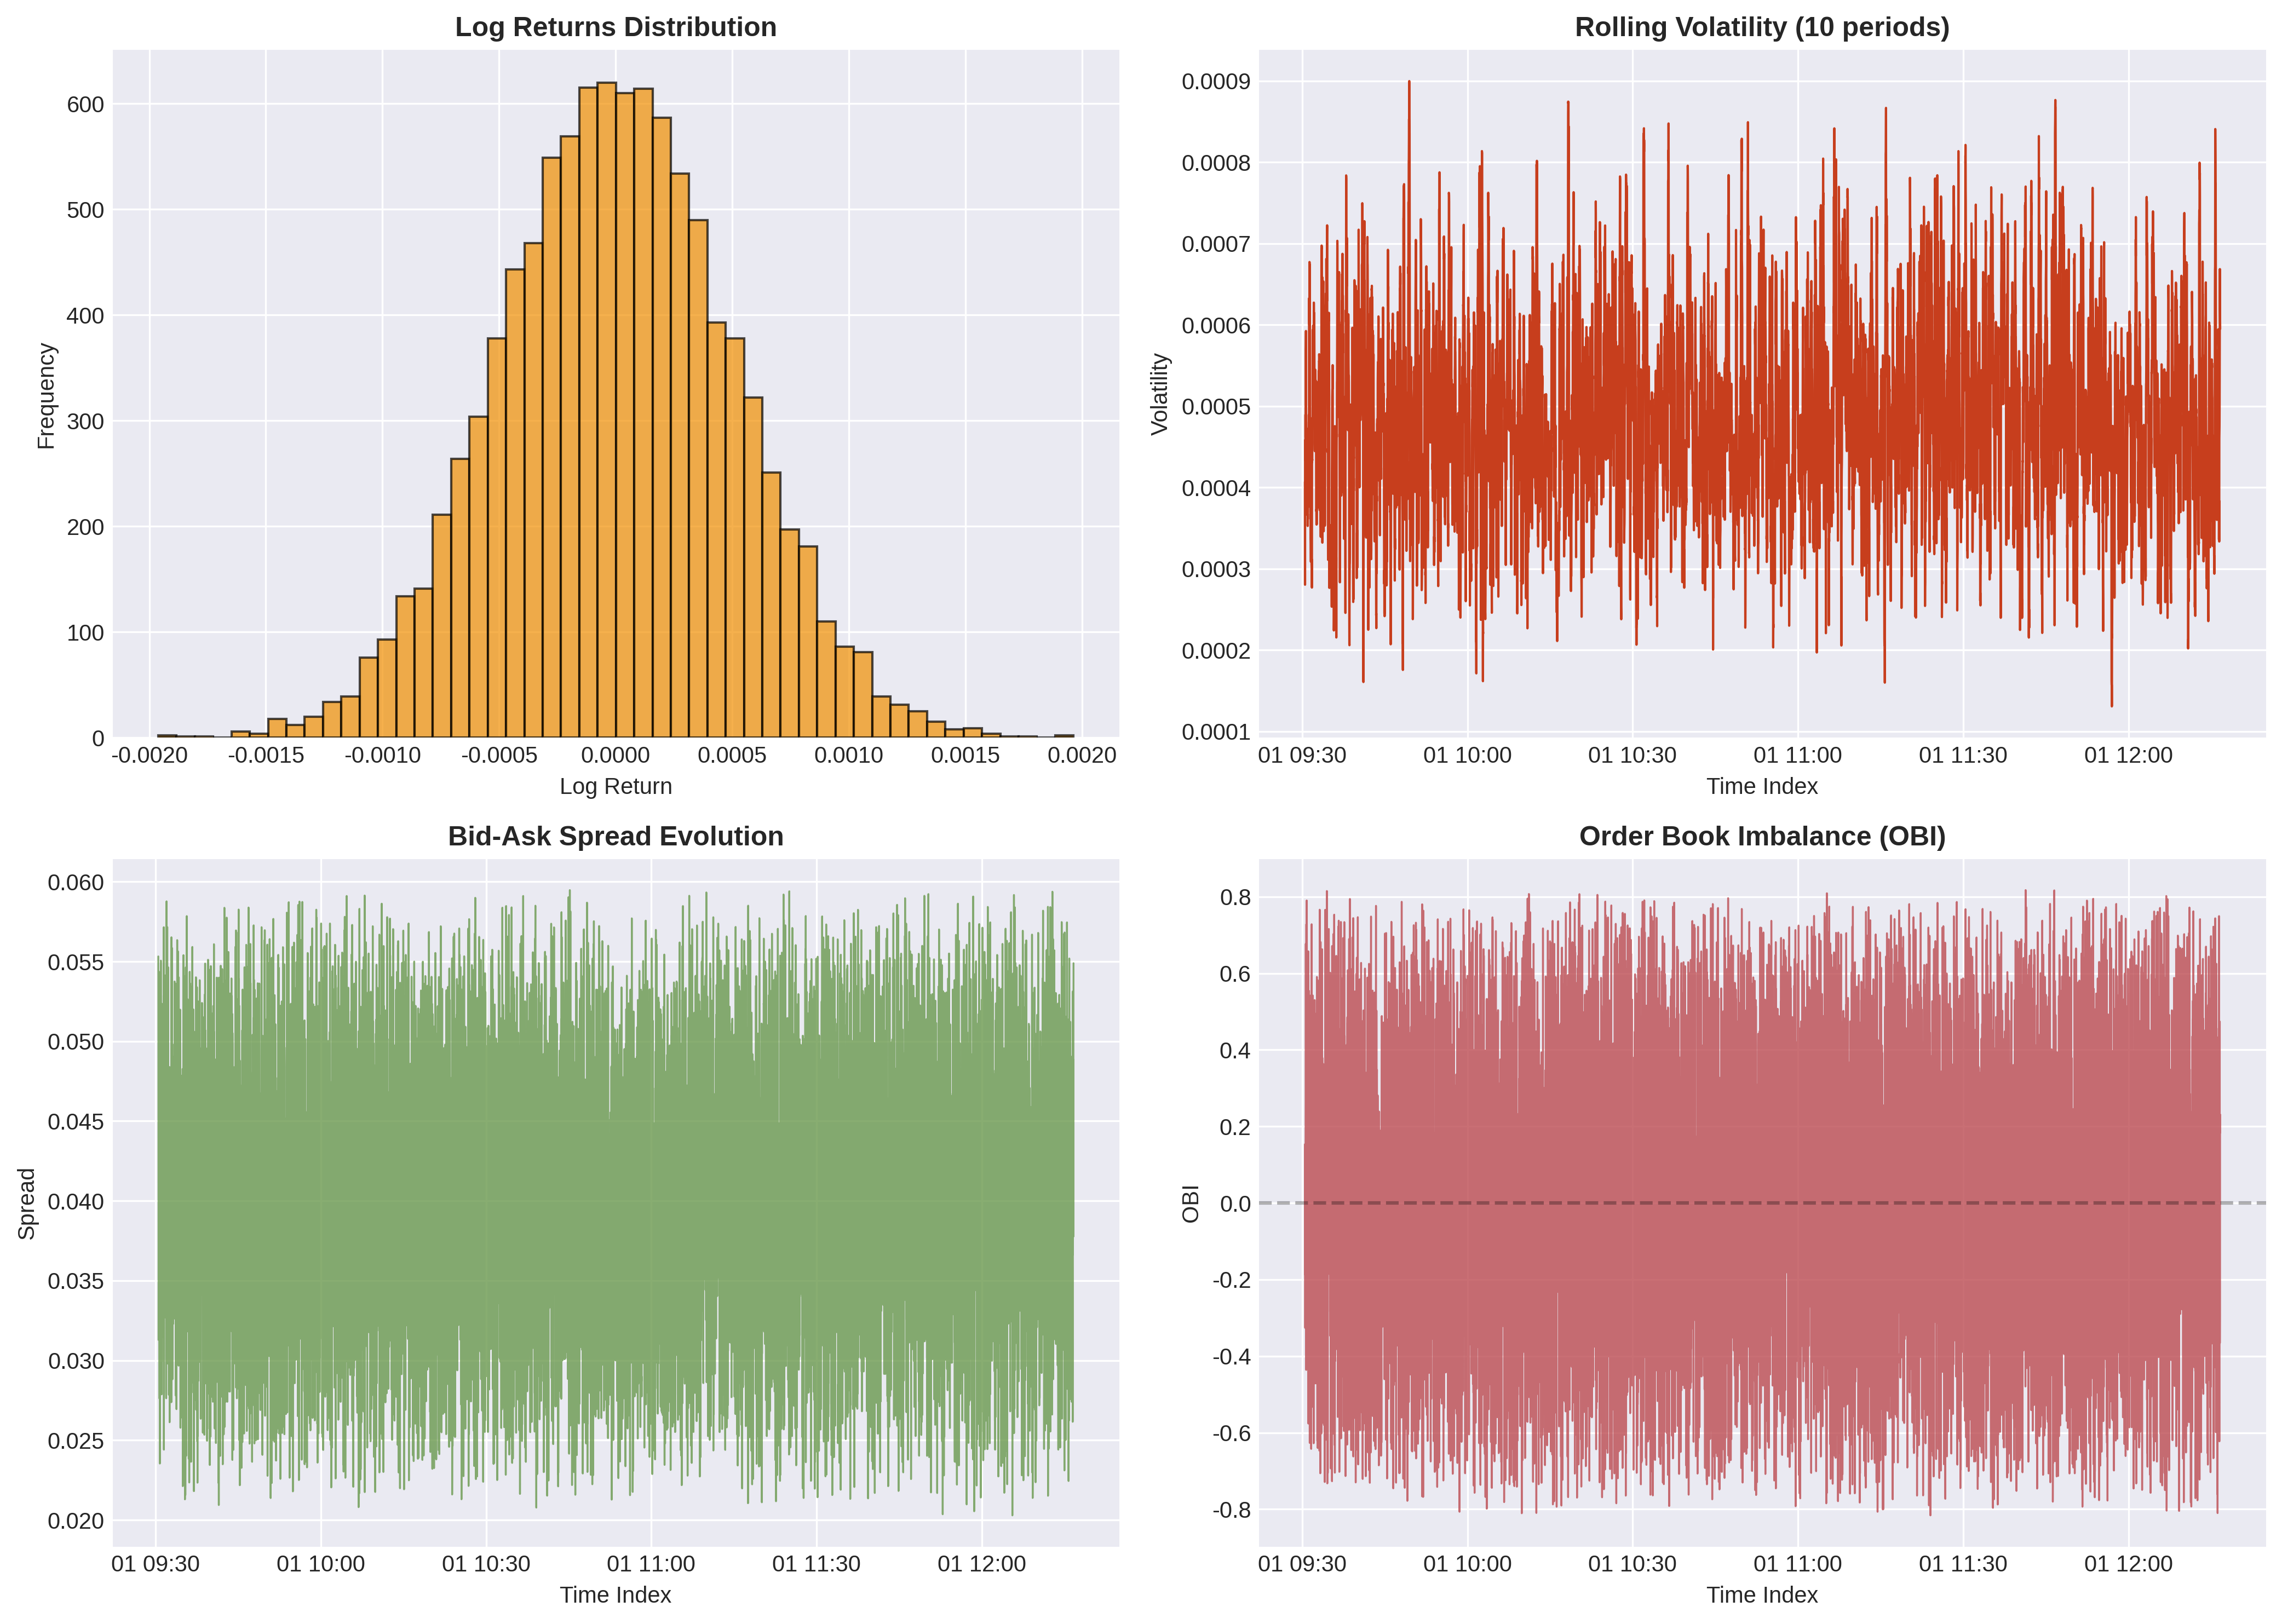 Log Returns Distribution
Frequency
600
500
400
300
200
100
0
-0.0020 -0.0015 -0.0010 -0.0005 0.0000 0.0005 0.0010 0.0015 0.0020
Log Return
Rolling Volatility (10 periods)
Volatility
0.0009
0.0008
0.0007
0.0006
0.0005
0.0004
0.0003
0.0002
0.0001
01 09:30 01 10:00 01 10:30 01 11:00 01 11:30 01 12:00
Time Index
Bid-Ask Spread Evolution
Spread
0.060
0.055
0.050
0.045
0.040
0.035
0.030
0.025
0.020
01 09:30 01 10:00 01 10:30 01 11:00 01 11:30 01 12:00
Time Index
Order Book Imbalance (OBI)
OBI
0.8
0.6
0.4
0.2
0.0
-0.2
-0.4
-0.6
-0.8
01 09:30 01 10:00 01 10:30 01 11:00 01 11:30 01 12:00
Time Index